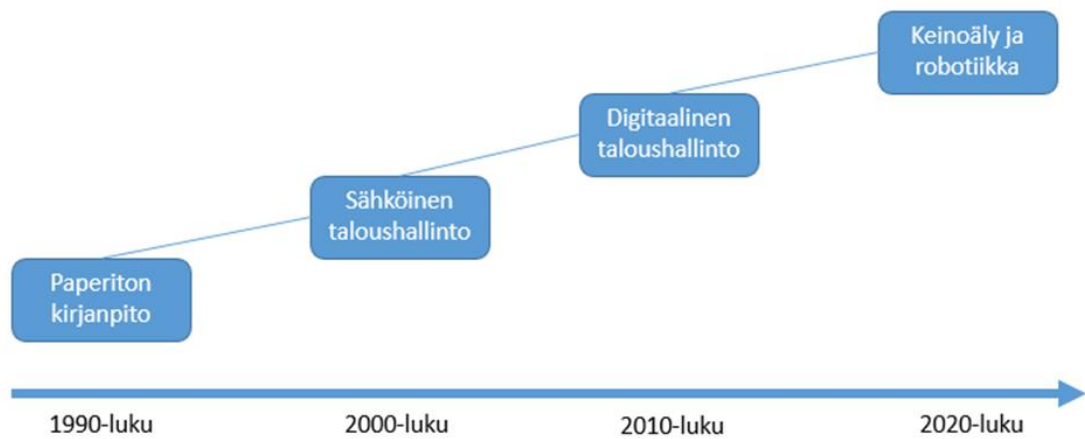 Keinoäly ja
robotiikka
Digitaalinen
taloushallinto
Sähköinen
taloushallinto
Paperiton
kirjanpito
1990-luku
2000-luku
2010-luku
2020-luku